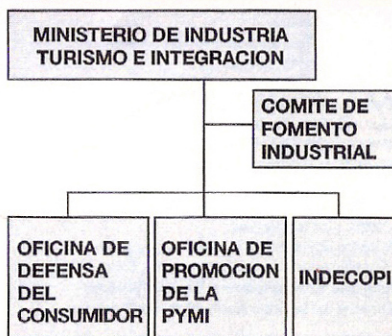 MINISTERIO DE INDUSTRIA
TURISMO E INTEGRACION
COMITE DE
FOMENTO
INDUSTRIAL
OFICINA DE
DEFENSA
DEL
CONSUMIDOR
OFICINA DE
PROMOCION
DE LA
PYMI
INDECOPI